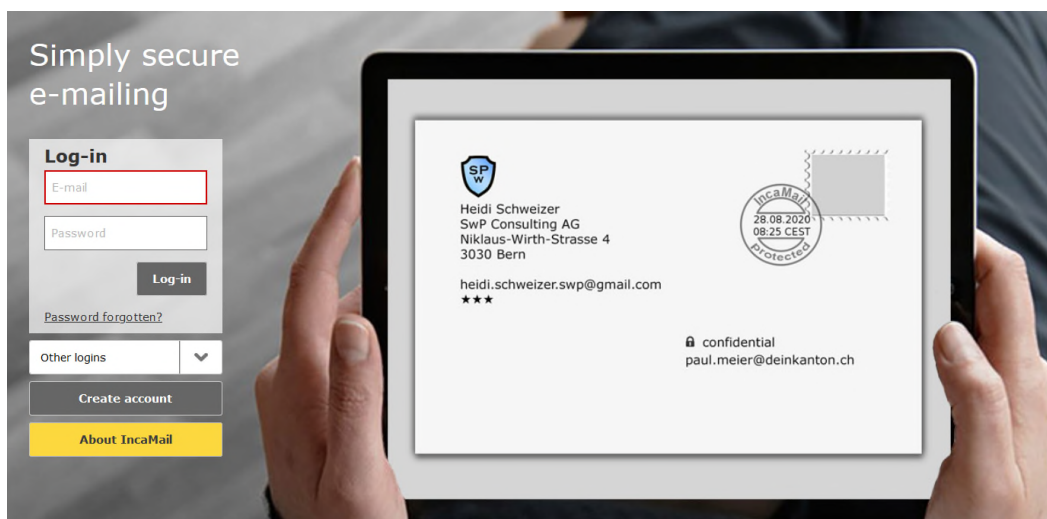 Simply secure
e-mailing
Log-in
E-mail
Password
Log-in
Password forgotten?
Other logins
Create account
About IncaMail
SP
W
Heidi Schweizer
SwP Consulting AG
Niklaus-Wirth-Strasse 4
3030 Bern
heidi.schweizer.swp@gmail.com
★★★
IncaMail
28.08.2020
08:25 CEST
protected
confidential
paul.meier@deinkanton.ch